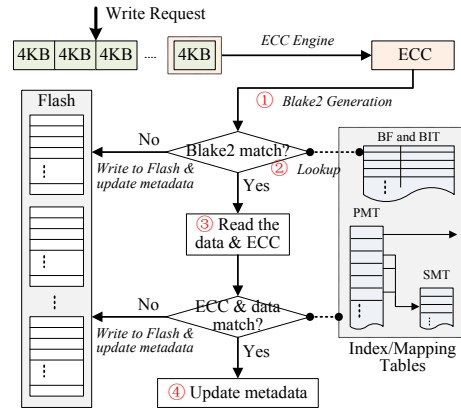 Write Request
4KB 4KB 4KB .... 4KB
ECC Engine
ECC
① Blake2 Generation
Flash
No
Blake2 match?
② Lookup
BF and BIT
Write to Flash &
update metadata
Yes
③ Read the
data & ECC
PMT
SMT
No
ECC & data
match?
Write to Flash &
update metadata
Yes
Index/Mapping
Tables
④ Update metadata